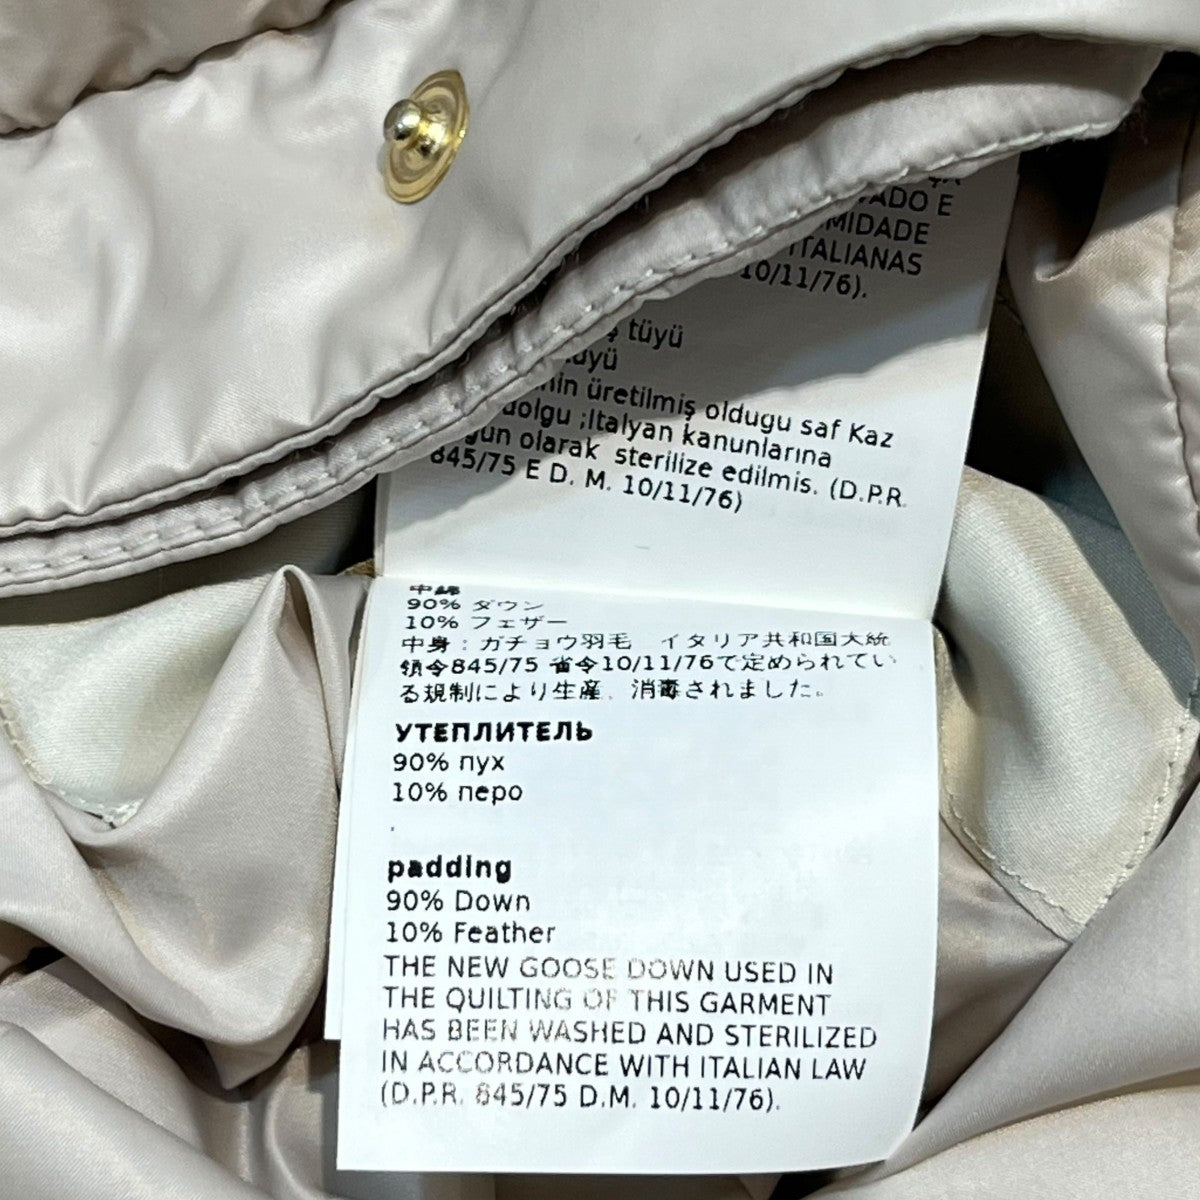 ADO E
MIDADE
ITALIANAS
10/11/76).
tüyü
üretilmiş oldugu saf Kaz
dolgu ;Italyan kanunlarına
olarak sterilize edilmis. (D.P.R.
845/75 E D. M. 10/11/76)
中綿
90% ダウン
10% フェザー
中身:ガチョウ羽毛 イタリア共和国大統
領令845/75 省令10/11/76で定められてい
る規制により生産、消毒されました。
УТЕПЛИТЕЛЬ
90% пух
10% перо
padding
90% Down
10% Feather
THE NEW GOOSE DOWN USED IN
THE QUILTING OF THIS GARMENT
HAS BEEN WASHED AND STERILIZED
IN ACCORDANCE WITH ITALIAN LAW
(D.P.R. 845/75 D.M. 10/11/76).